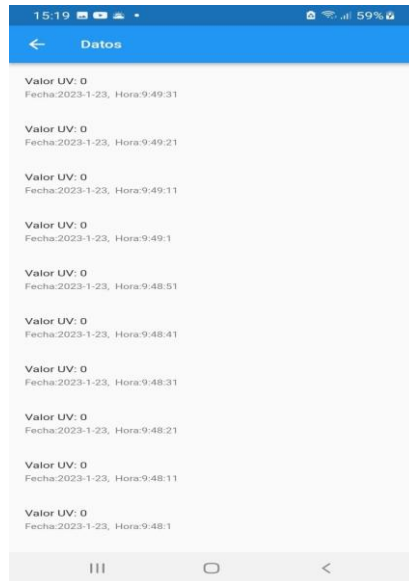 15:19 59%
Datos
Valor UV: 0
Fecha:2023-1-23, Hora:9:49:31
Valor UV: 0
Fecha:2023-1-23, Hora:9:49:21
Valor UV: 0
Fecha:2023-1-23, Hora:9:49:11
Valor UV: 0
Fecha:2023-1-23, Hora:9:49:1
Valor UV: 0
Fecha:2023-1-23, Hora:9:48:51
Valor UV: 0
Fecha:2023-1-23, Hora:9:48:41
Valor UV: 0
Fecha:2023-1-23, Hora:9:48:31
Valor UV: 0
Fecha:2023-1-23, Hora:9:48:21
Valor UV: 0
Fecha:2023-1-23, Hora:9:48:11
Valor UV: 0
Fecha:2023-1-23, Hora:9:48:1